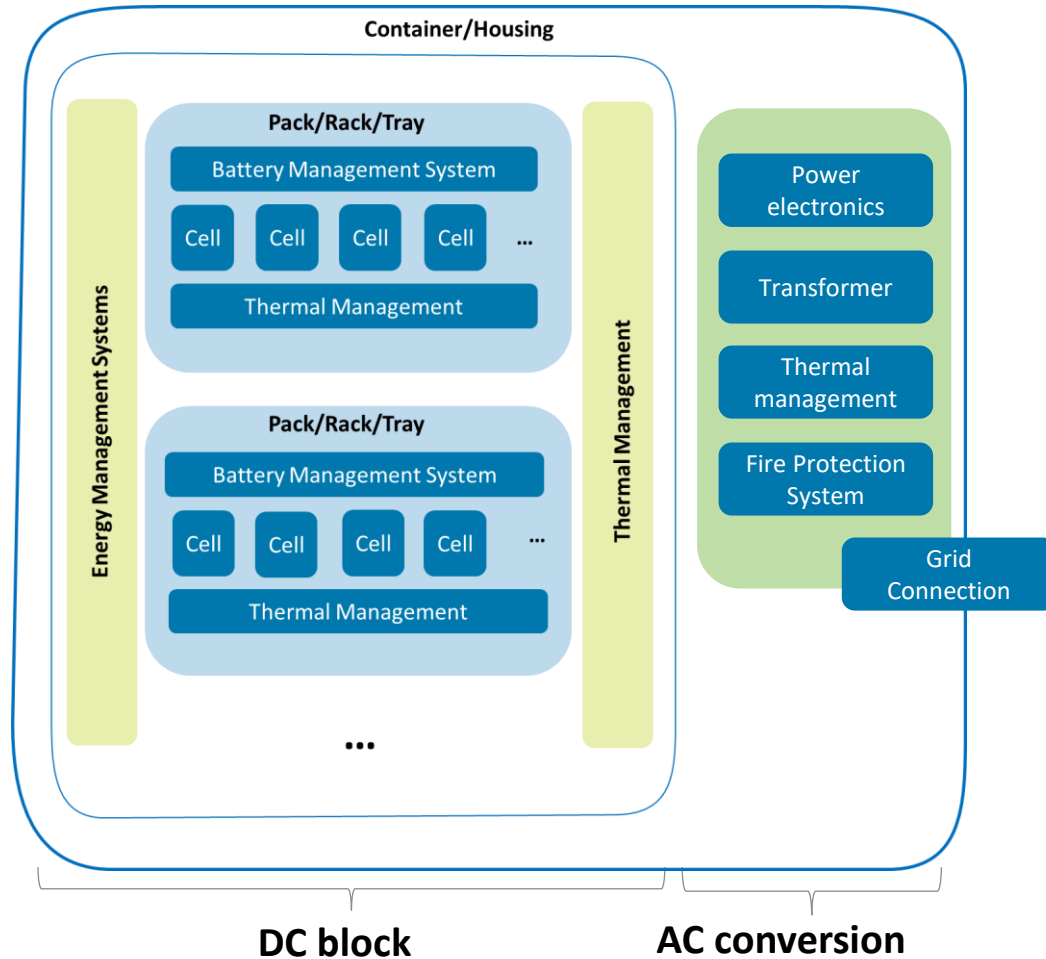 Container/Housing
Energy Management Systems
Pack/Rack/Tray
Battery Management System
Cell Cell Cell Cell ...
Thermal Management
Pack/Rack/Tray
Battery Management System
Cell Cell Cell Cell ...
Thermal Management
...
Thermal Management
Power
electronics
Transformer
Thermal
management
Fire Protection
System
Grid
Connection
DC block
AC conversion